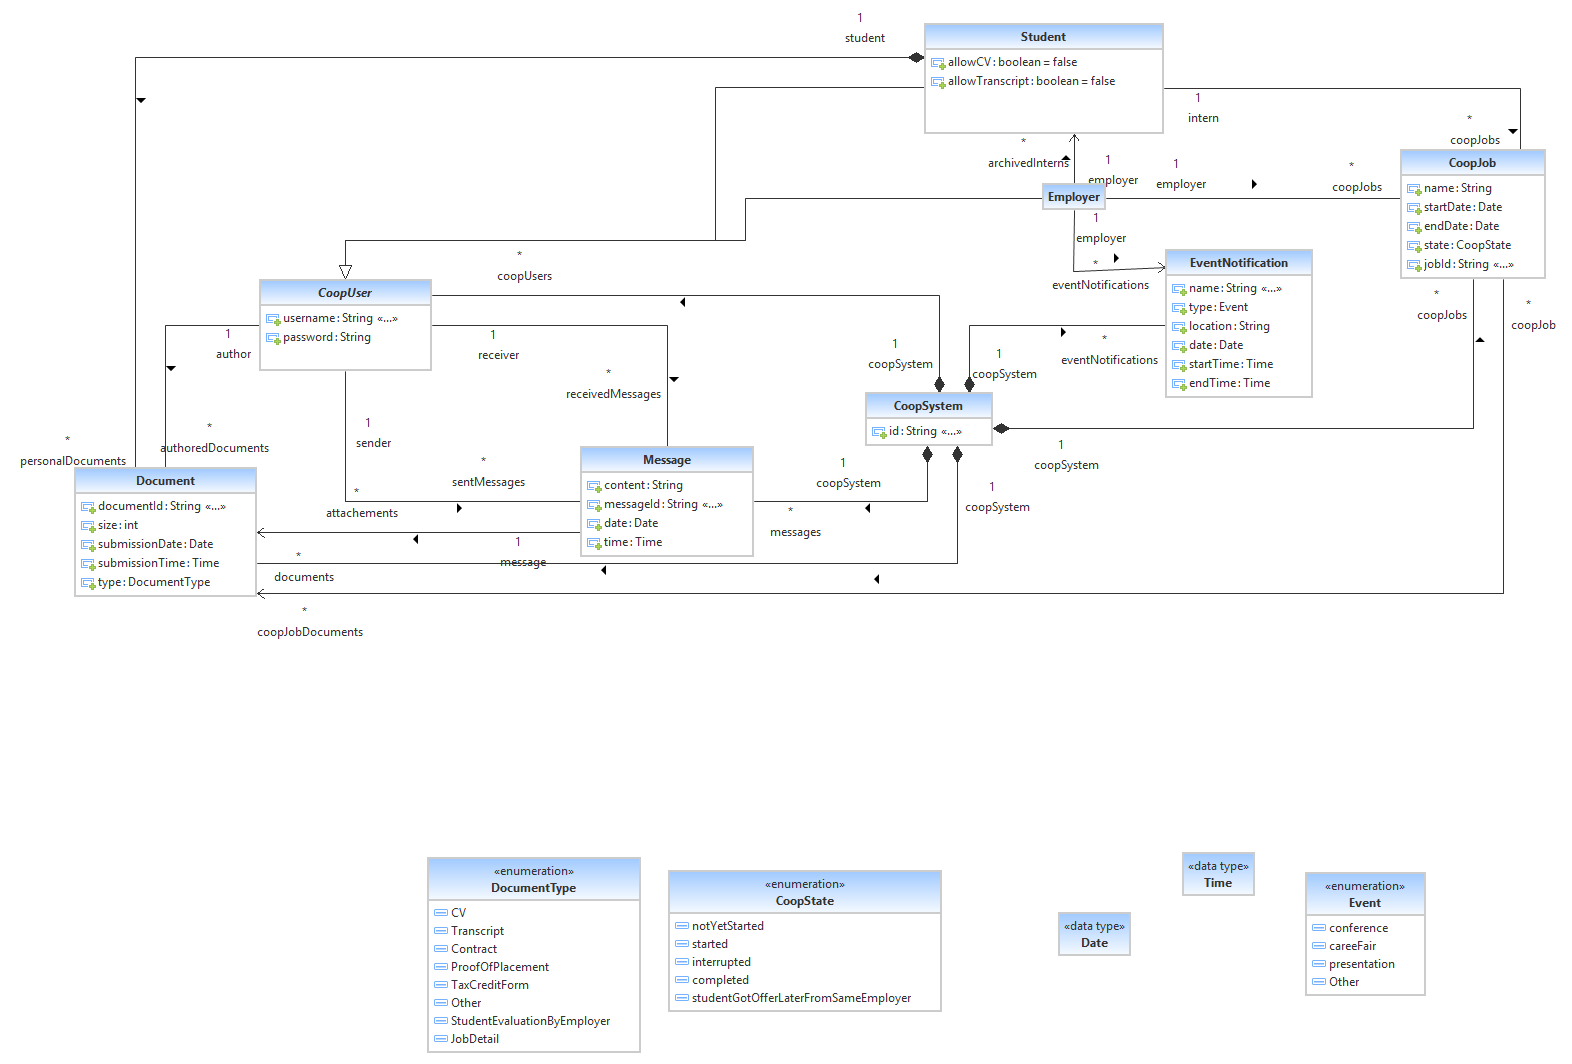 1
student
Student
allowCV: boolean = false
allowTranscript: boolean = false
1
intern
*
coopJobs
*
archivedInterns
1
employer
1
employer
*
coopJobs
CoopJob
name: String
startDate: Date
endDate: Date
state: CoopState
jobId: String «...»
Employer
1
employer
*
eventNotifications
EventNotification
name: String «...»
type: Event
location: String
date: Date
startTime: Time
endTime: Time
*
coopUsers
CoopUser
username: String «...»
password: String
1
author
1
receiver
*
receivedMessages
1
coopSystem
1
coopSystem
*
eventNotifications
*
coopJobs
*
coopJob
CoopSystem
id: String «...»
1
sender
*
authoredDocuments
*
personalDocuments
*
sentMessages
*
attachements
Message
content: String
messageId: String «...»
date: Date
time: Time
1
coopSystem
*
messages
1
coopSystem
1
coopSystem
Document
documentId: String «...»
size: int
submissionDate: Date
submissionTime: Time
type: DocumentType
1
message
*
documents
*
coopJobDocuments
«enumeration»
DocumentType
CV
Transcript
Contract
ProofOfPlacement
TaxCreditForm
Other
StudentEvaluationByEmployer
JobDetail
«enumeration»
CoopState
notYetStarted
started
interrupted
completed
studentGotOfferLaterFromSameEmployer
«data type»
Time
«data type»
Date
«enumeration»
Event
conference
careeFair
presentation
Other